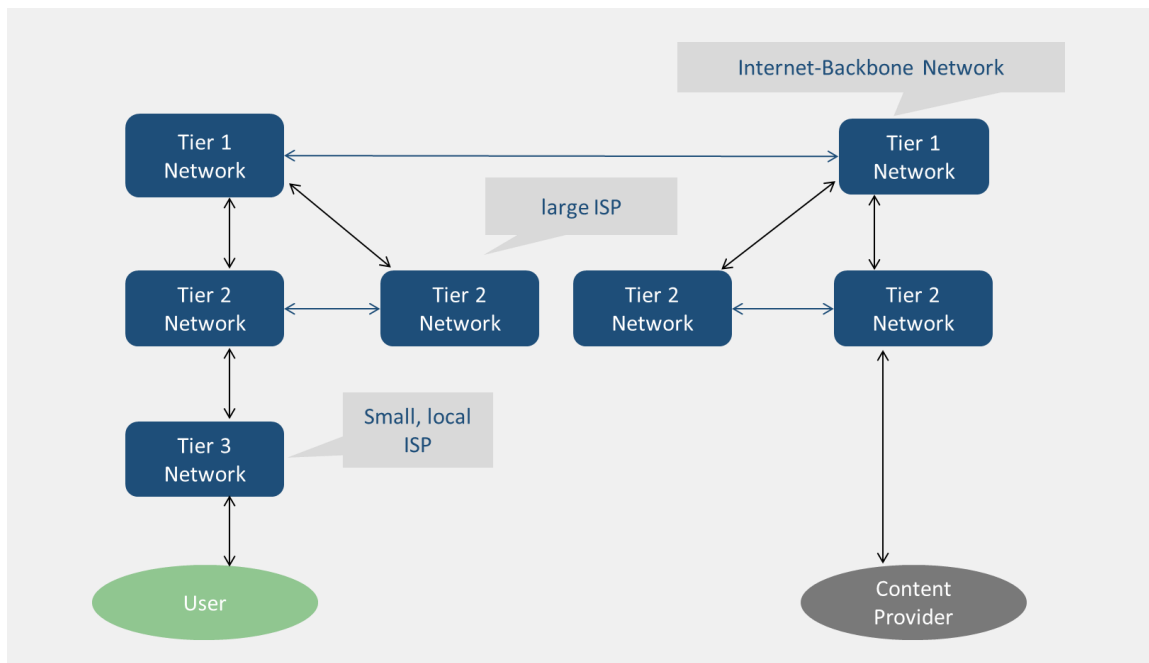 Internet-Backbone Network
Tier 1
Network
Tier 1
Network
large ISP
Tier 2
Network
Tier 2
Network
Tier 2
Network
Tier 2
Network
Small, local
ISP
Tier 3
Network
User
Content
Provider